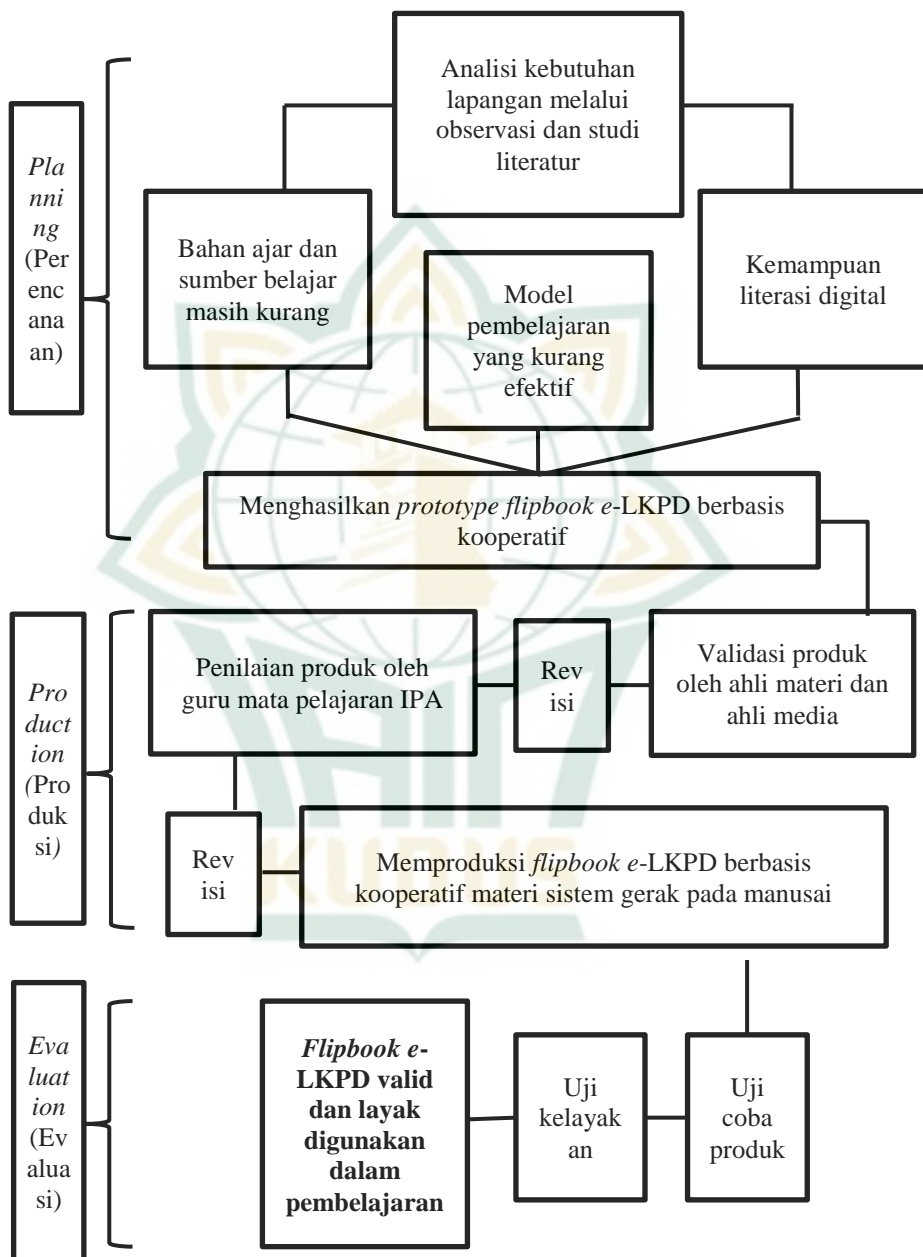 Analisi kebutuhan
lapangan melalui
observasi dan studi
literatur
Pla
nni
ng
(Per
enc
ana
an)
Bahan ajar dan
sumber belajar
masih kurang
Model
pembelajaran
yang kurang
efektif
Kemampuan
literasi digital
Menghasilkan prototype flipbook e-LKPD berbasis
kooperatif
Pro
duct
ion
(Pro
duk
si)
Penilaian produk oleh
guru mata pelajaran IPA
Rev
isi
Validasi produk
oleh ahli materi dan
ahli media
Rev
isi
Memproduksi flipbook e-LKPD berbasis
kooperatif materi sistem gerak pada manusai
KUDUS
Eva
luat
ion
(Ev
alua
si)
Flipbook e-
LKPD valid
dan layak
digunakan
dalam
pembelajaran
Uji
kelayak
an
Uji
coba
produk